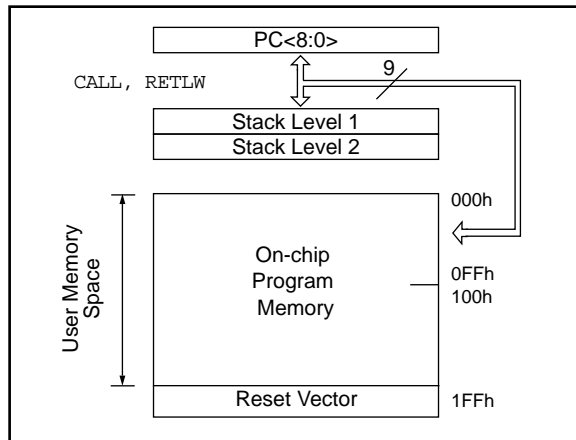 PC<8:0>
9
CALL, RETLW
Stack Level 1
Stack Level 2
000h
User Memory
Space
On-chip
Program
Memory
0FFh
100h
Reset Vector
1FFh